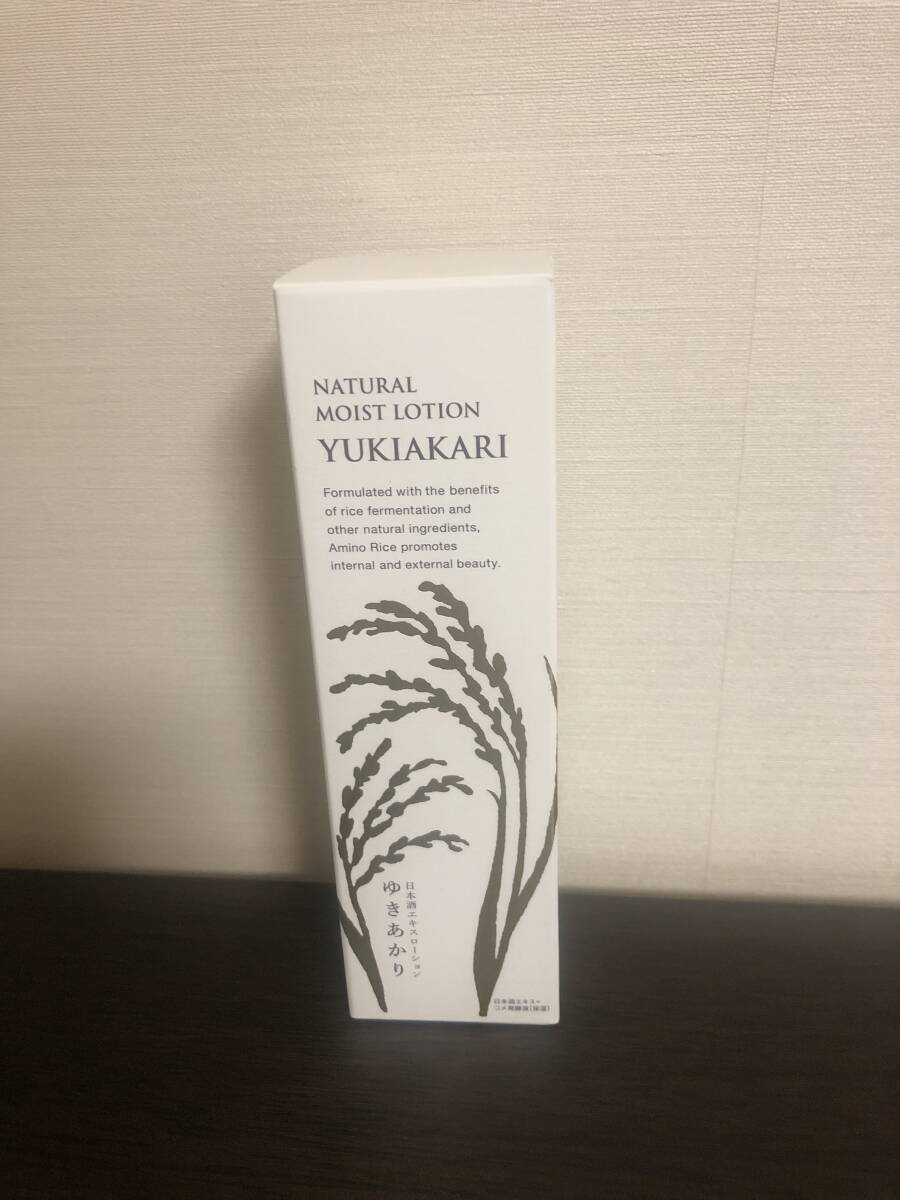 NATURAL
MOIST LOTION
YUKIAKARI
Formulated with the benefits
of rice fermentation and
other natural ingredients,
Amino Rice promotes
internal and external beauty.
日本酒エキスローション
ゆきあかり
日本酒エキス=
コメ発酵液(保湿)